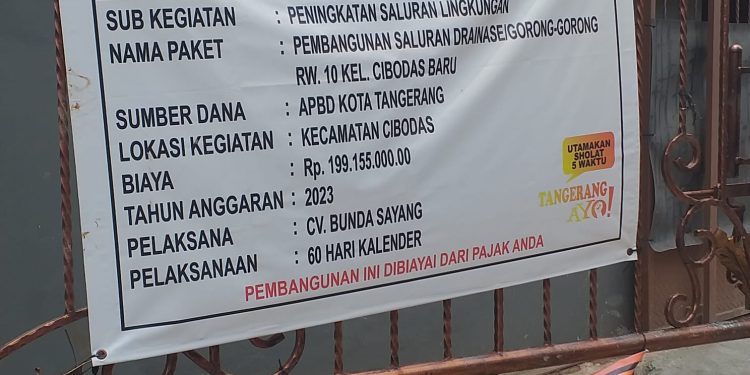 SUB KEGIATAN : PENINGKATAN SALURAN LINGKUNGAN
NAMA PAKET : PEMBANGUNAN SALURAN DRAINASE/GORONG-GORONG
RW. 10 KEL. CIBODAS BARU
SUMBER DANA : APBD KOTA TANGERANG
LOKASI KEGIATAN : KECAMATAN CIBODAS
BIAYA : Rp. 199.155.000.00
TAHUN ANGGARAN : 2023
PELAKSANA : CV. BUNDA SAYANG
PELAKSANAAN : 60 HARI KALENDER
PEMBANGUNAN INI DIBIAYAI DARI PAJAK ANDA
UTAMAKAN
SHOLAT
5 WAKTU
TANGERANG
AYO!